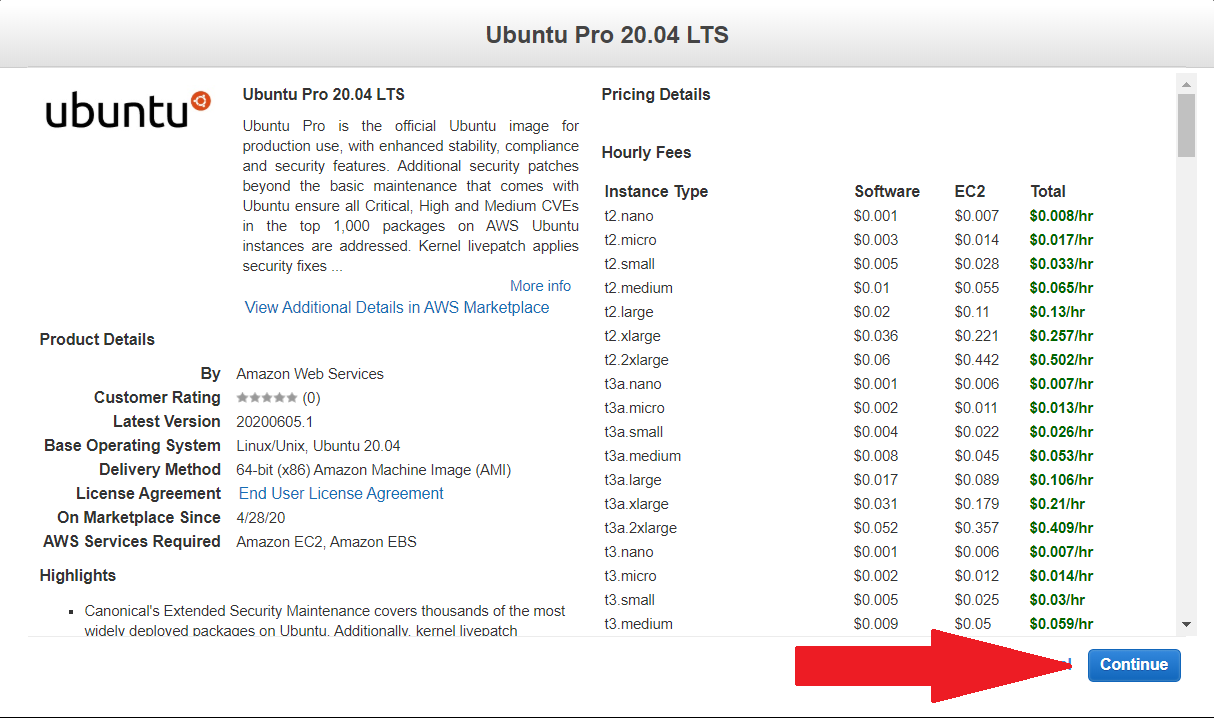 Ubuntu Pro 20.04 LTS
ubuntu
Ubuntu Pro 20.04 LTS
Ubuntu Pro is the official Ubuntu image for
production use, with enhanced stability, compliance
and security features. Additional security patches
beyond the basic maintenance that comes with
Ubuntu ensure all Critical, High and Medium CVEs
in the top 1,000 packages on AWS Ubuntu
instances are addressed. Kernel livepatch applies
security fixes ...
More info
View Additional Details in AWS Marketplace
Product Details
By Amazon Web Services
Customer Rating (0)
Latest Version 20200605.1
Base Operating System Linux/Unix, Ubuntu 20.04
Delivery Method 64-bit (x86) Amazon Machine Image (AMI)
License Agreement End User License Agreement
On Marketplace Since 4/28/20
AWS Services Required Amazon EC2, Amazon EBS
Highlights
Canonical's Extended Security Maintenance covers thousands of the most
widely deployed packages on Ubuntu. Additionally, kernel livepatch
Pricing Details
Hourly Fees
Instance Type Software EC2 Total
t2.nano $0.001 $0.007 $0.008/hr
t2.micro $0.003 $0.014 $0.017/hr
t2.small $0.005 $0.028 $0.033/hr
t2.medium $0.01 $0.055 $0.065/hr
t2.large $0.02 $0.11 $0.13/hr
t2.xlarge $0.036 $0.221 $0.257/hr
t2.2xlarge $0.06 $0.442 $0.502/hr
t3a.nano $0.001 $0.006 $0.007/hr
t3a.micro $0.002 $0.011 $0.013/hr
t3a.small $0.004 $0.022 $0.026/hr
t3a.medium $0.008 $0.045 $0.053/hr
t3a.large $0.017 $0.089 $0.106/hr
t3a.xlarge $0.031 $0.179 $0.21/hr
t3a.2xlarge $0.052 $0.357 $0.409/hr
t3.nano $0.001 $0.006 $0.007/hr
t3.micro $0.002 $0.012 $0.014/hr
t3.small $0.005 $0.025 $0.03/hr
t3.medium $0.009 $0.05 $0.059/hr
Continue